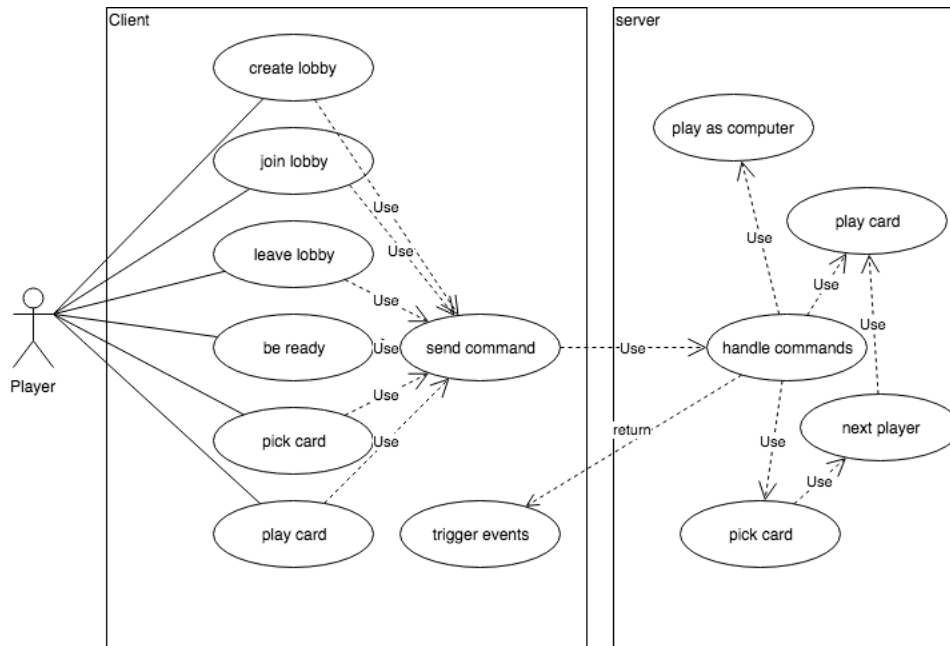 Client
server
create lobby
play as computer
join lobby
Use
play card
leave lobby
Use
Use
Use
Use
Player
be ready
Use
send command
Use
handle commands
Use
pick card
Use
return
Use
next player
Use
play card
trigger events
pick card